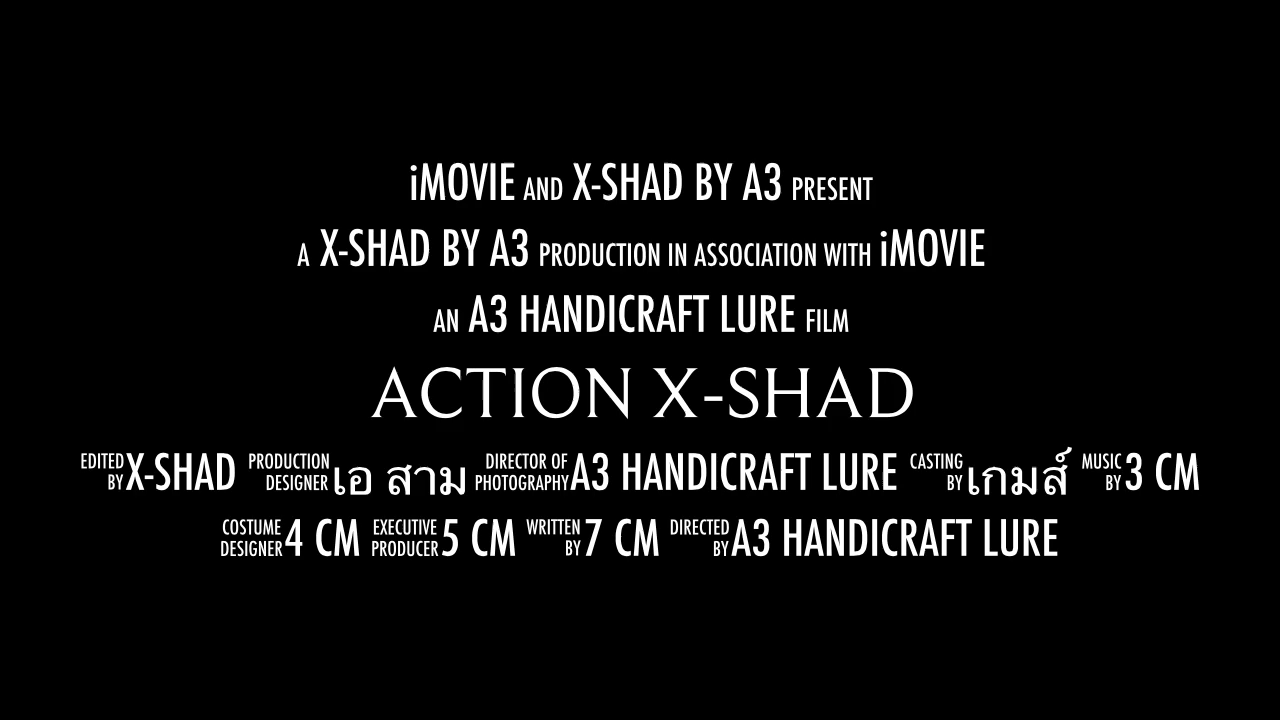 iMOVIE AND X-SHAD BY A3 PRESENT
A X-SHAD BY A3 PRODUCTION IN ASSOCIATION WITH iMOVIE
AN A3 HANDICRAFT LURE FILM
ACTION X-SHAD
EDITED BY X-SHAD PRODUCTION DESIGNER เอ สาม DIRECTOR OF PHOTOGRAPHY A3 HANDICRAFT LURE CASTING BY เกมส์ MUSIC BY 3 CM
COSTUME DESIGNER 4 CM EXECUTIVE PRODUCER 5 CM WRITTEN BY 7 CM DIRECTED BY A3 HANDICRAFT LURE